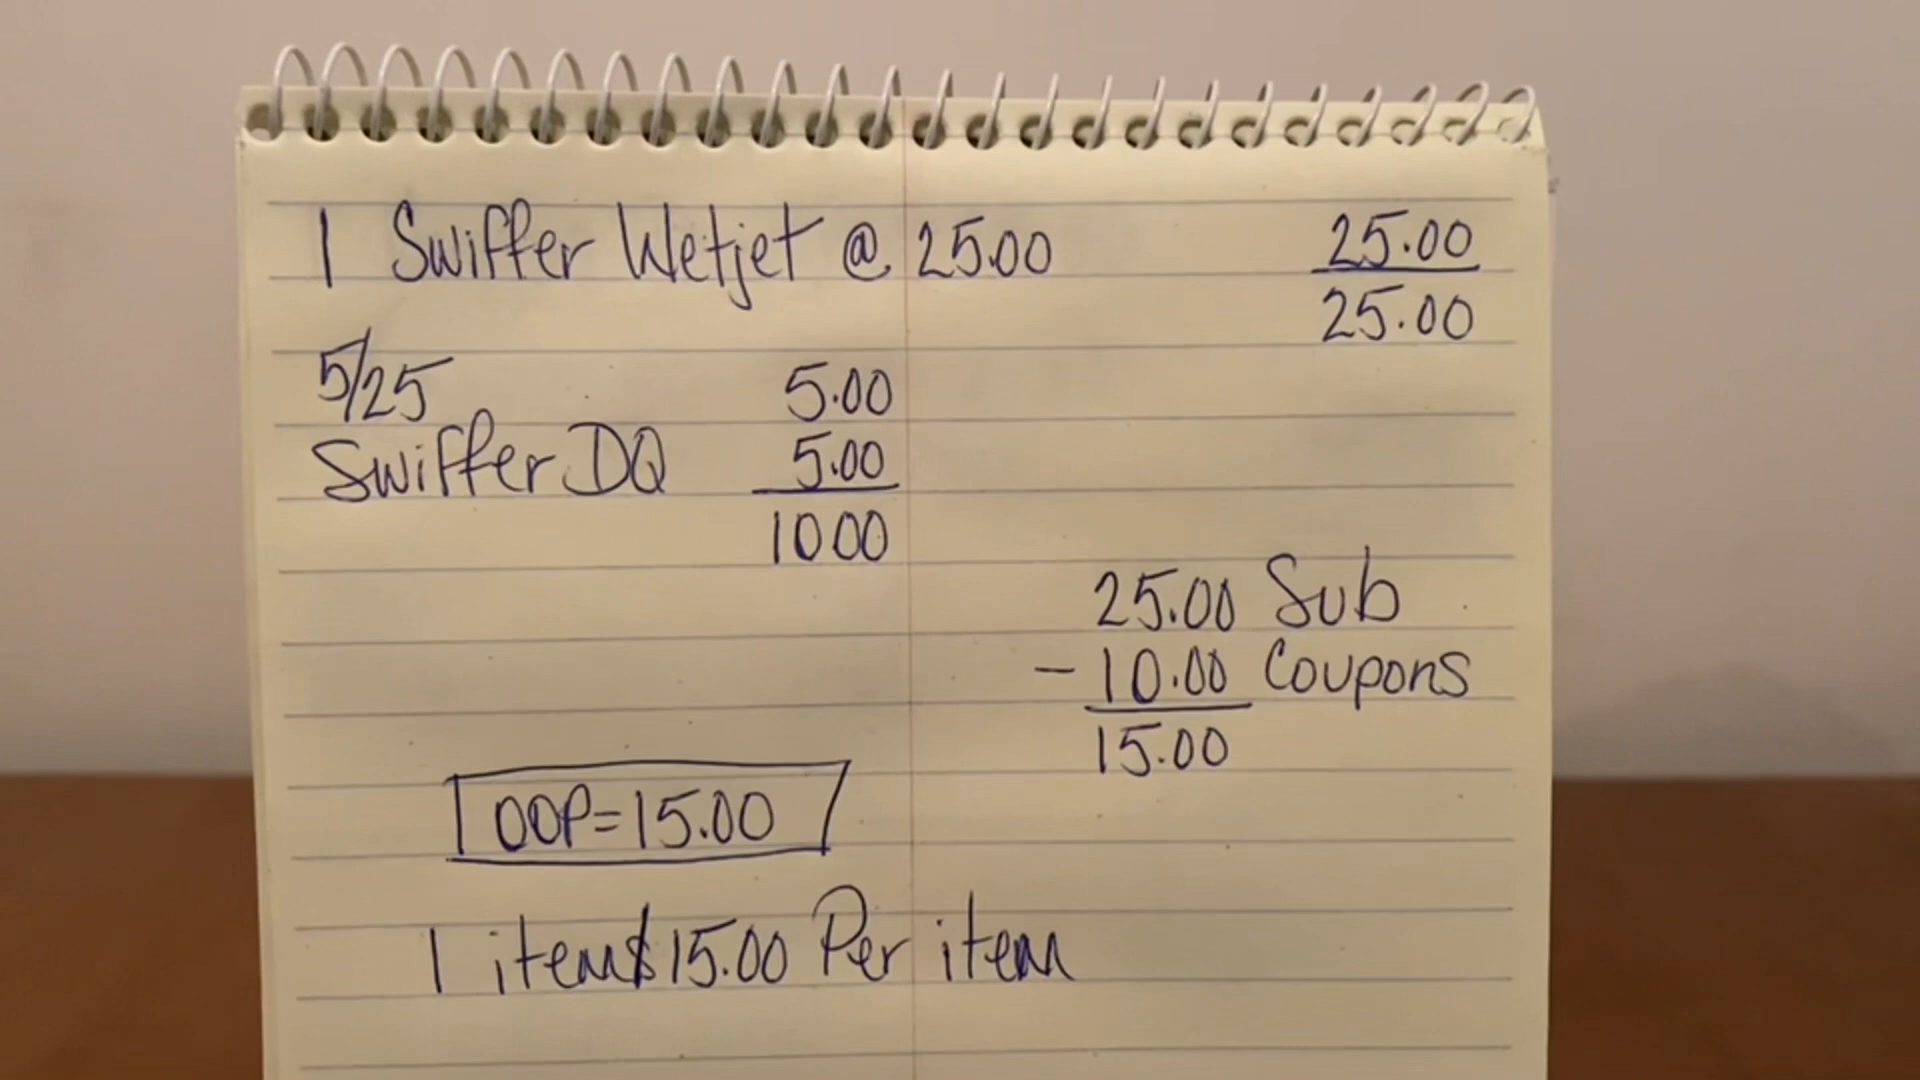 1 Swiffer Wetjet @ 25.00 25.00
25.00
5/25 5.00
Swiffer DQ 5.00
10 00
25.00 Sub
- 10.00 Coupons
15.00
OOP=15.00
1 item $15.00 Per item